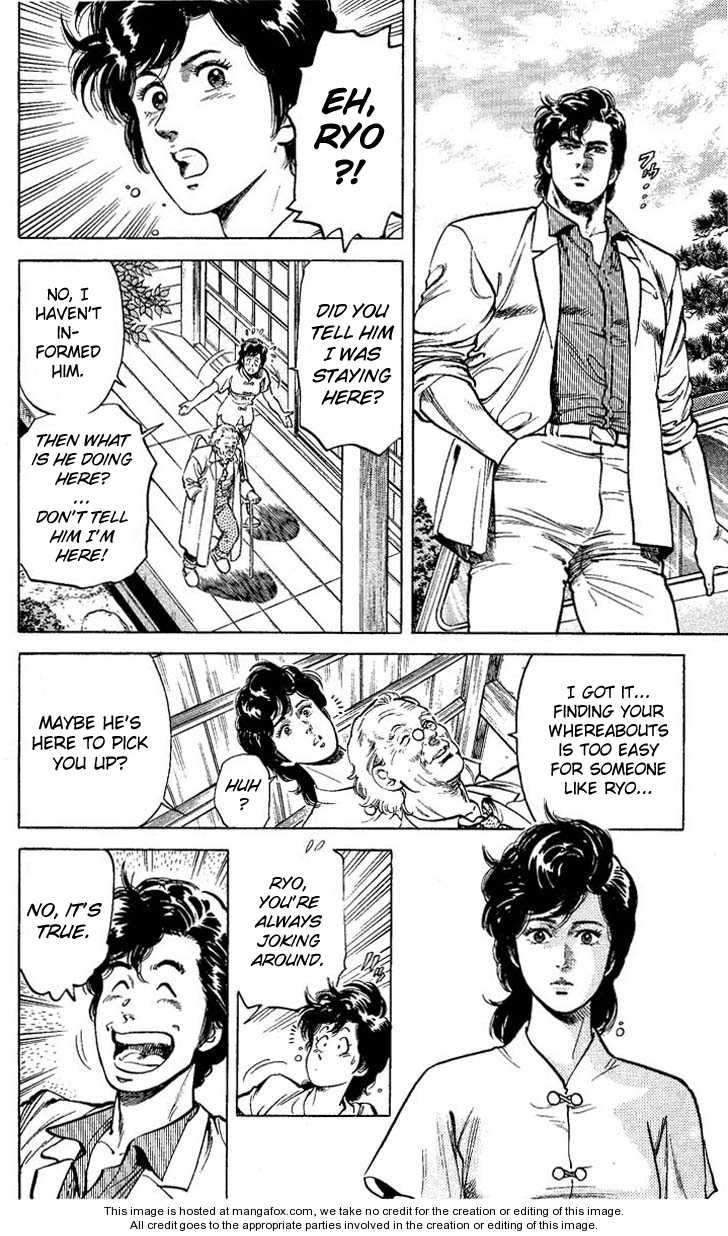 フゥ...
EH,
RYO
?!
DID YOU
TELL HIM
I WAS
STAYING
HERE?
NO, I
HAVEN'T
IN-
FORMED
HIM.
THEN WHAT
IS HE DOING
HERE?
...
DON'T TELL
HIM I'M
HERE!
I GOT IT...
FINDING YOUR
WHEREABOUTS
IS TOO EASY
FOR SOMEONE
LIKE RYO...
HUH
?
MAYBE HE'S
HERE TO PICK
YOU UP?
RYO,
YOU'RE
ALWAYS
JOKING
AROUND.
NO, IT'S
TRUE.
This image is hosted at mangafox.com, we take no credit for the creation or editing of this image.
All credit goes to the appropriate parties involved in the creation or editing of this image.